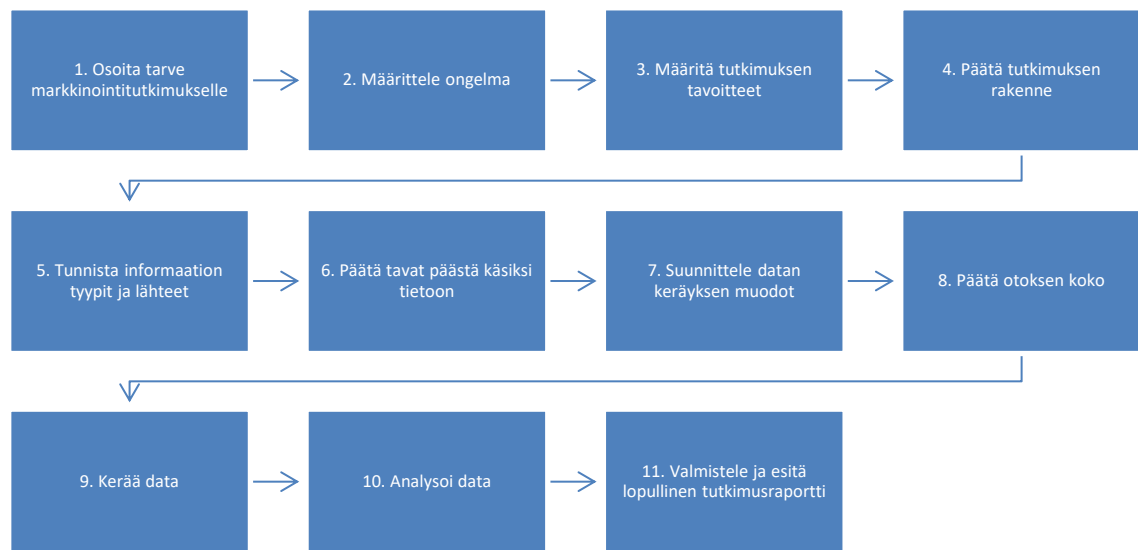 1. Osoita tarve
markkinointitutkimukselle
2. Määrittele ongelma
3. Määritä tutkimuksen
tavoitteet
4. Päätä tutkimuksen
rakenne
5. Tunnista informaation
tyypit ja lähteet
6. Päätä tavat päästä käsiksi
tietoon
7. Suunnittele datan
keräyksen muodot
8. Päätä otoksen koko
9. Kerää data
10. Analysoi data
11. Valmistele ja esitä
lopullinen tutkimusraportti